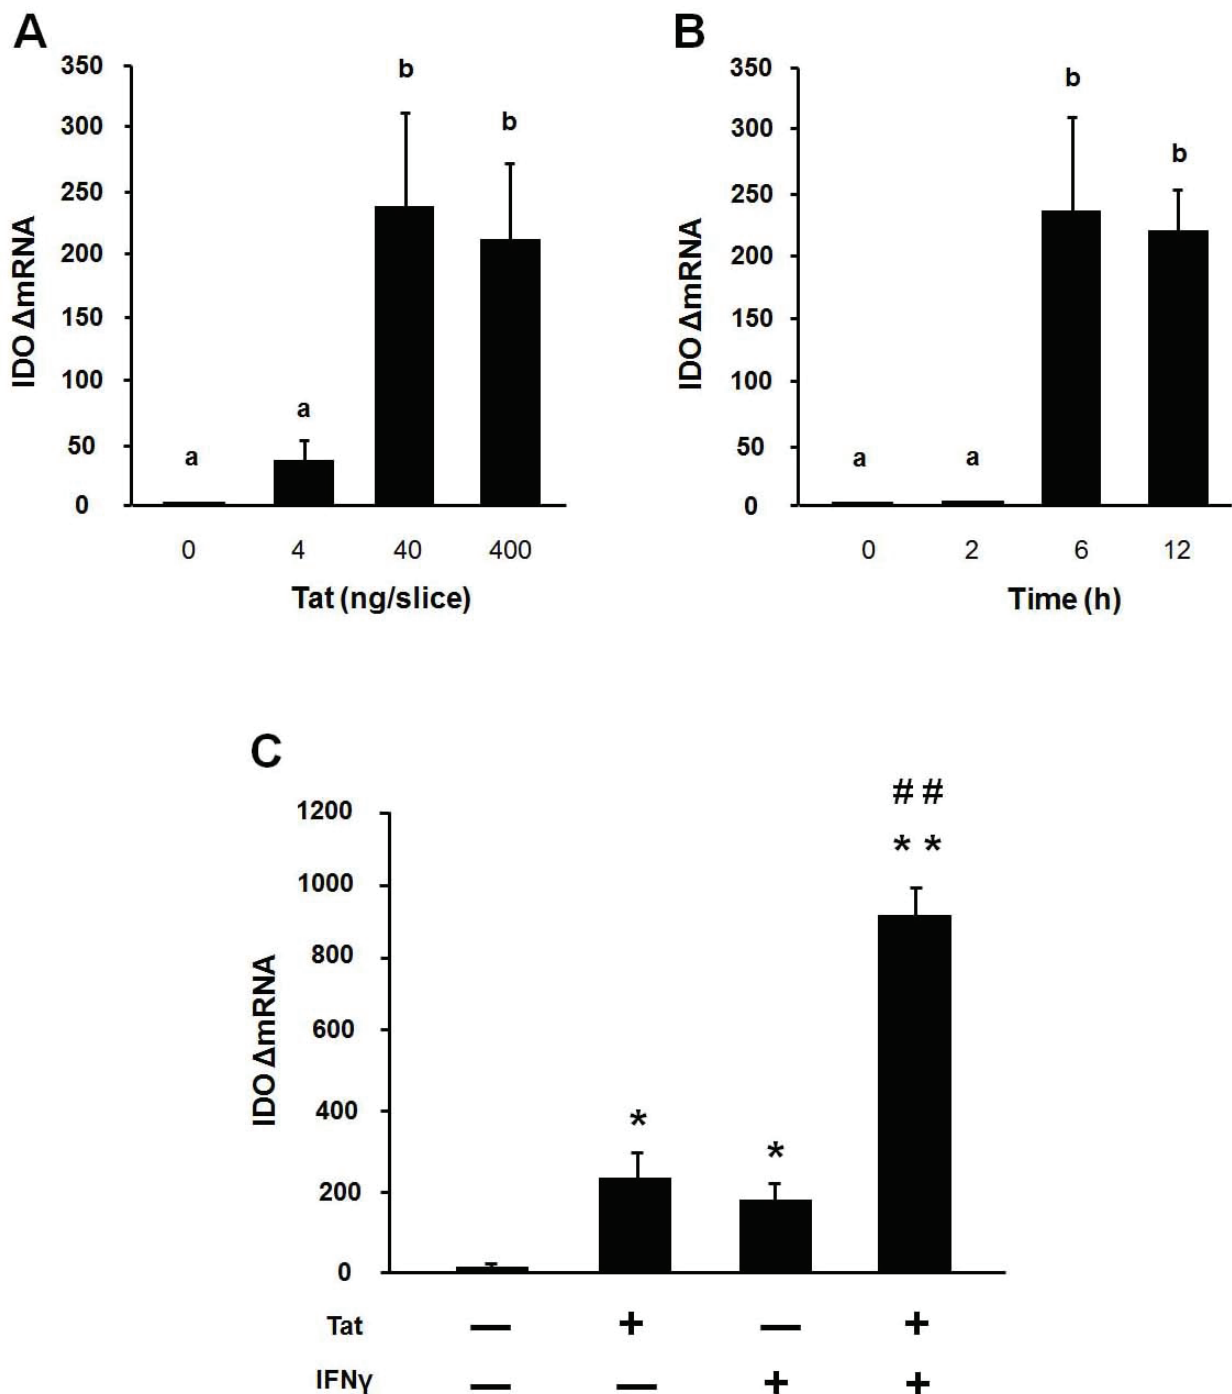 A
350
300
250
200
150
100
50
0
IDO ΔmRNA
a
a
b
b
0 4 40 400
Tat (ng/slice)
B
350
300
250
200
150
100
50
0
IDO ΔmRNA
a
a
b
b
0 2 6 12
Time (h)
C
1200
1000
800
600
400
200
0
IDO ΔmRNA
*
*
# #
* *
Tat — + — +
IFNγ — — + +